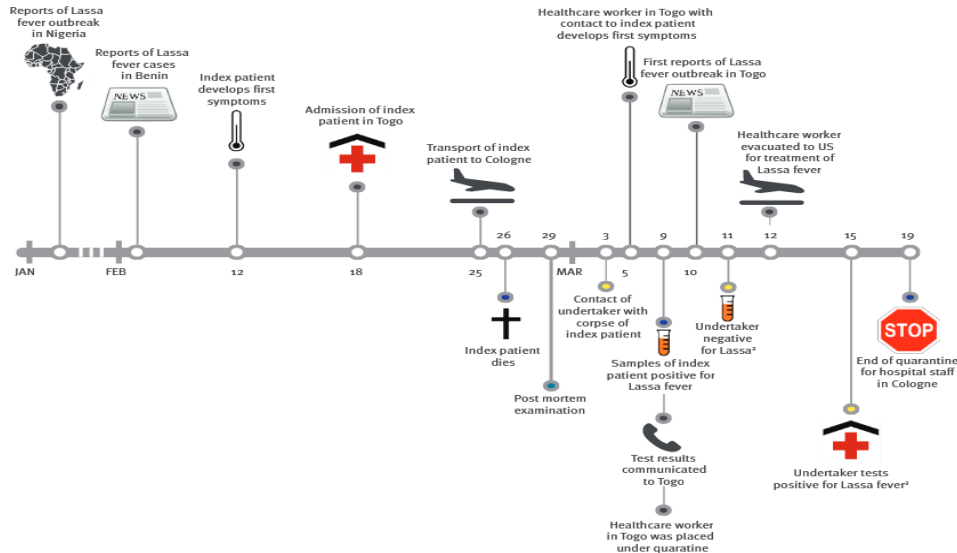 Reports of Lassa
fever outbreak
in Nigeria
Reports of Lassa
fever cases
in Benin
NEWS
Index patient
develops first
symptoms
Admission of index
patient in Togo
Transport of index
patient to Cologne
Healthcare worker in Togo with
contact to index patient
develops first symptoms
First reports of Lassa
fever outbreak in Togo
NEWS
Healthcare worker
evacuated to US
for treatment of
Lassa fever
26
29
3
9
11
15
19
JAN
FEB
12
18
25
MAR
5
10
12
Index patient
dies
Post mortem
examination
Contact of
undertaker with
corpse of
index patient
Samples of index
patient positive for
Lassa fever
Test results
communicated
to Togo
Healthcare worker
in Togo was placed
under quaratine
Undertaker
negative
for Lassa²
Undertaker tests
positive for Lassa fever²
STOP
End of quarantine
for hospital staff
in Cologne